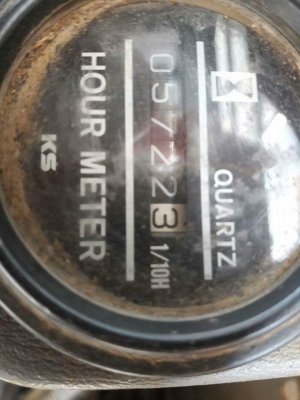 QUARTZ
057223 1/10H
HOUR METER
KS